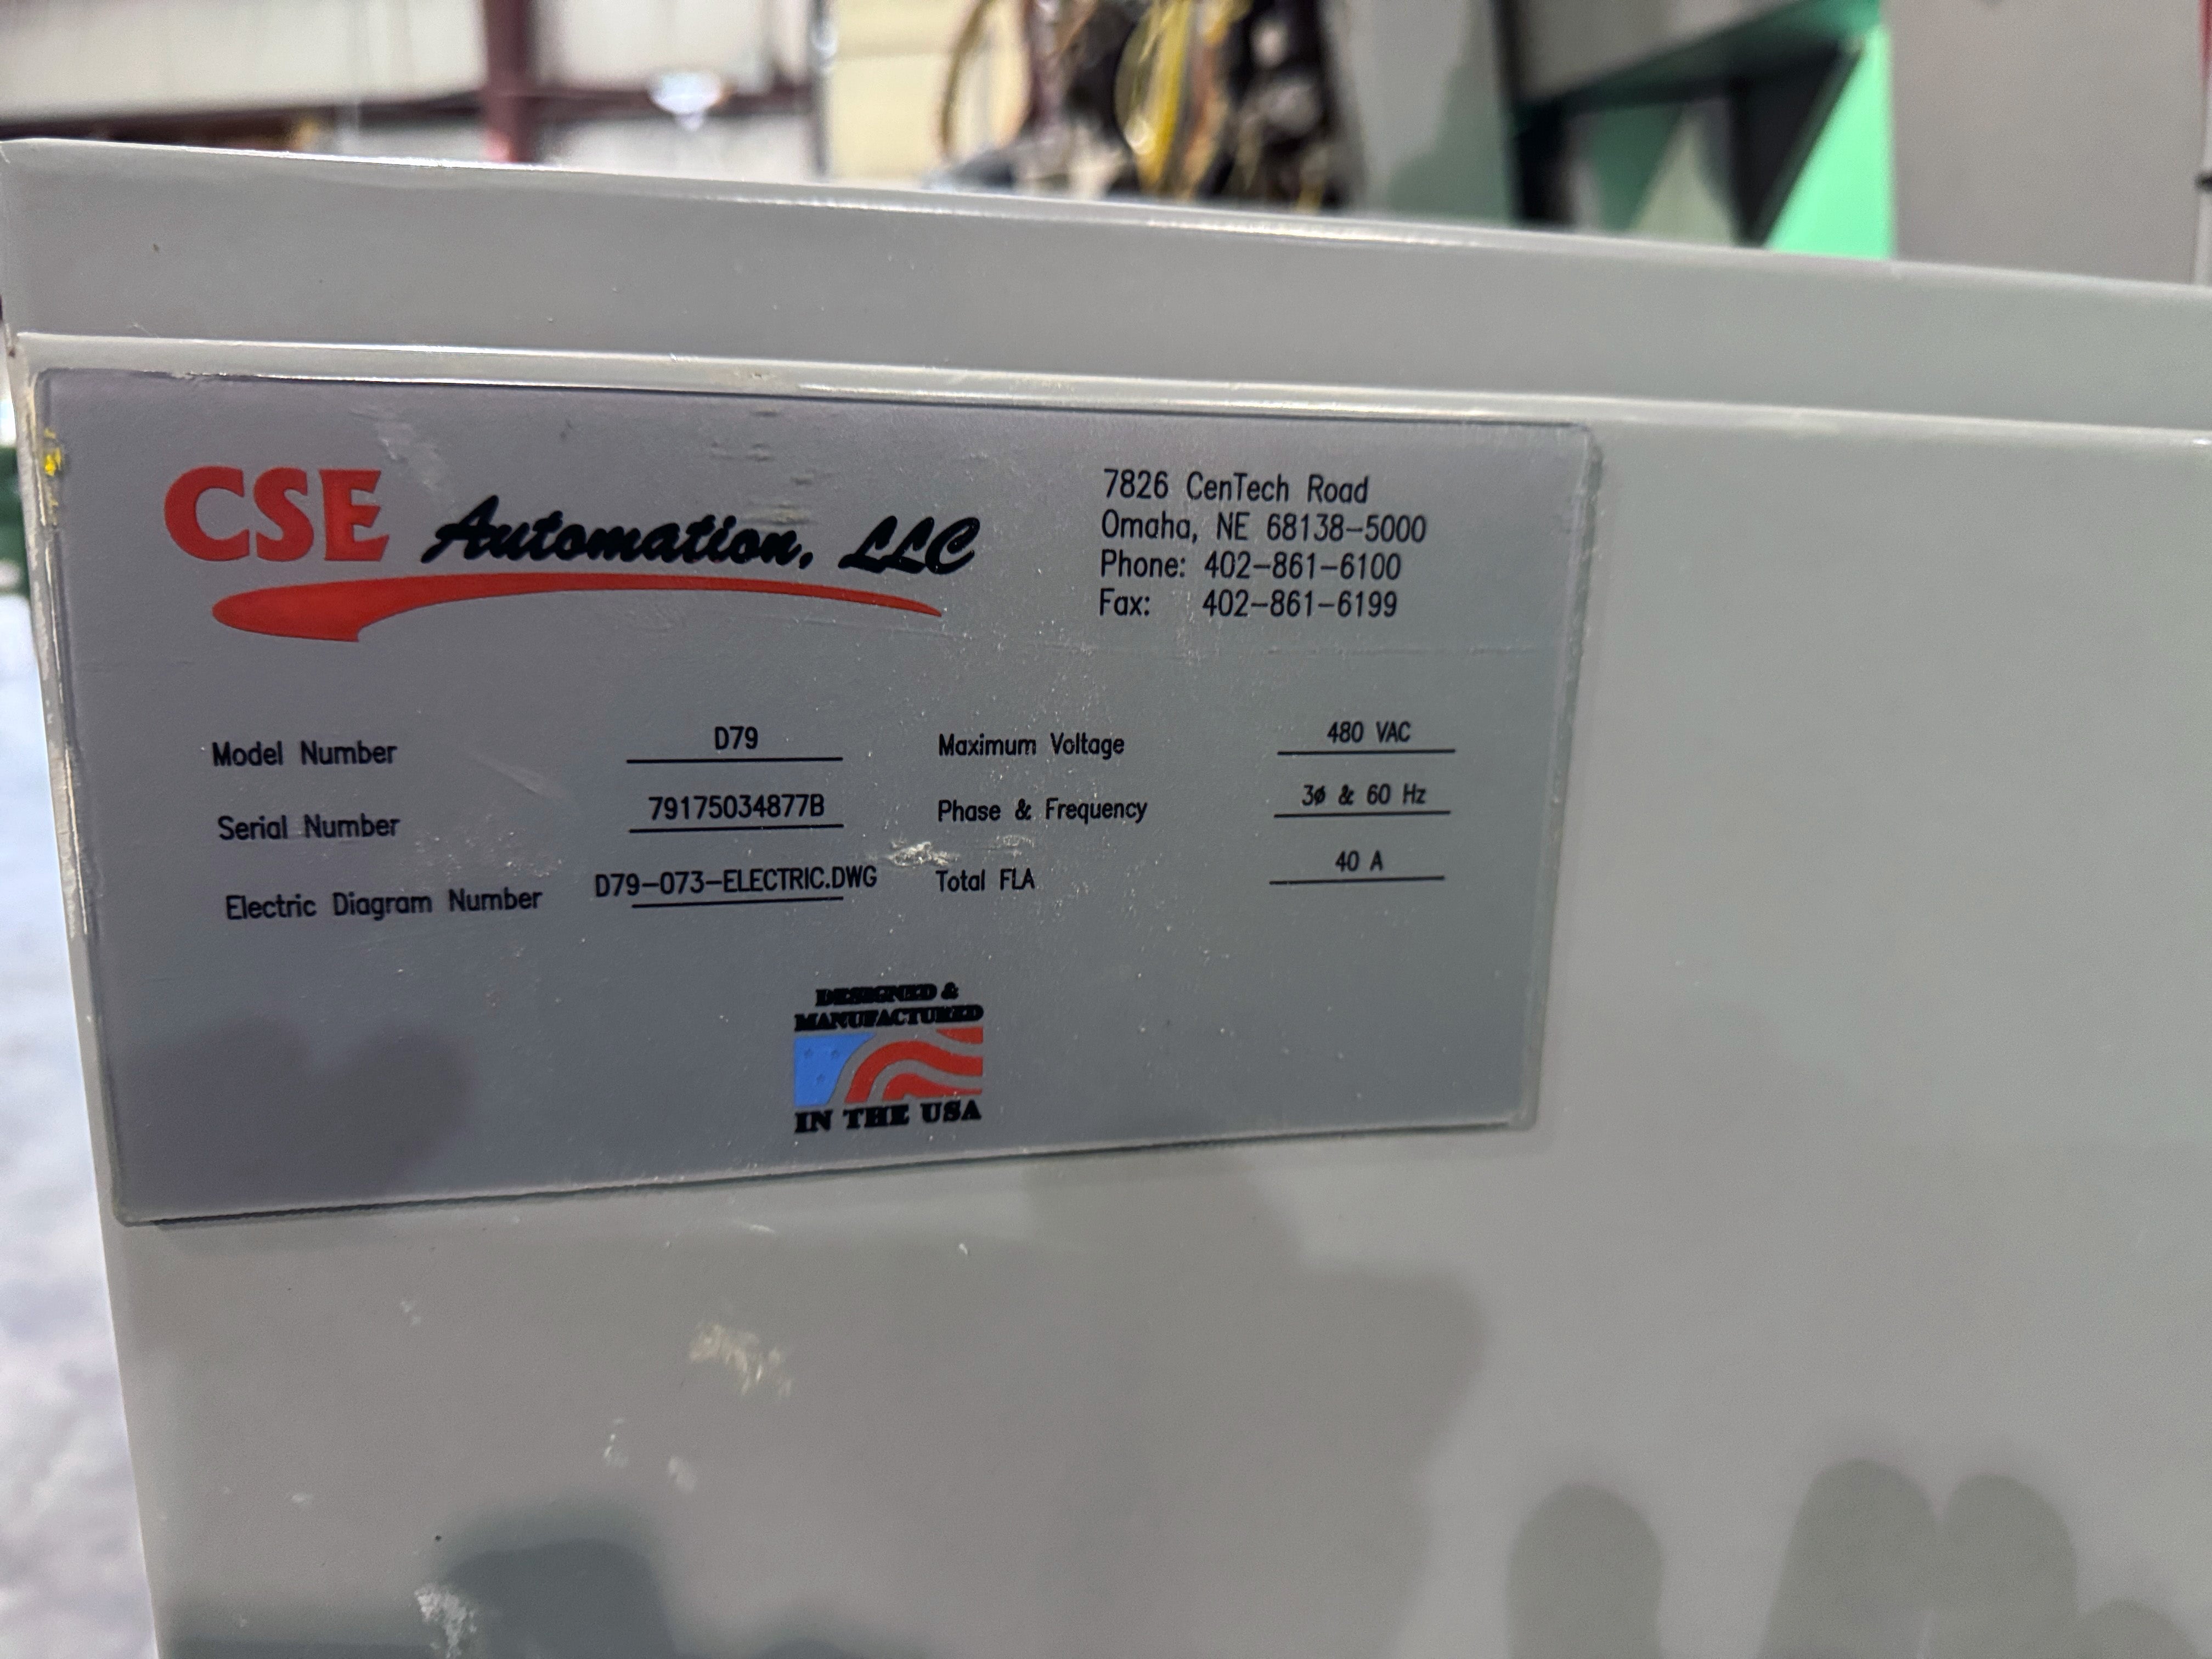 CSE Automation, LLC
7826 CenTech Road
Omaha, NE 68138-5000
Phone: 402-861-6100
Fax: 402-861-6199
Model Number D79 Maximum Voltage 480 VAC
Serial Number 79175034877B Phase & Frequency 3ø & 60 Hz
Electric Diagram Number D79-073-ELECTRIC.DWG Total FLA 40 A
DESIGNED &
MANUFACTURED
IN THE USA